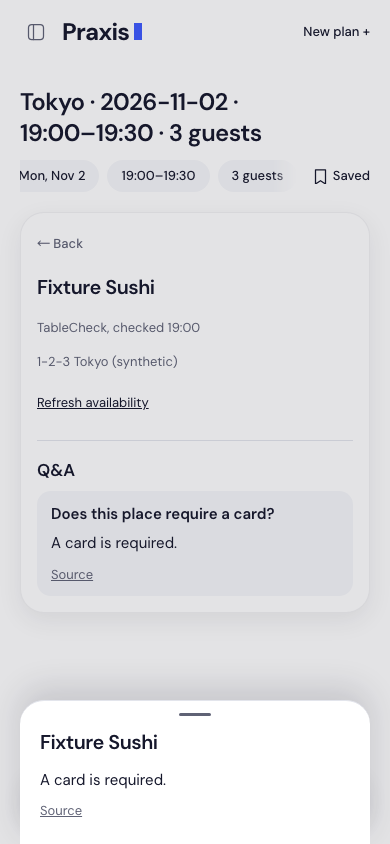 Praxis
New plan +
Tokyo · 2026-11-02 ·
19:00–19:30 · 3 guests
Mon, Nov 2
19:00–19:30
3 guests
Saved
← Back
Fixture Sushi
TableCheck, checked 19:00
1-2-3 Tokyo (synthetic)
Refresh availability
Q&A
Does this place require a card?
A card is required.
Source
Fixture Sushi
A card is required.
Source